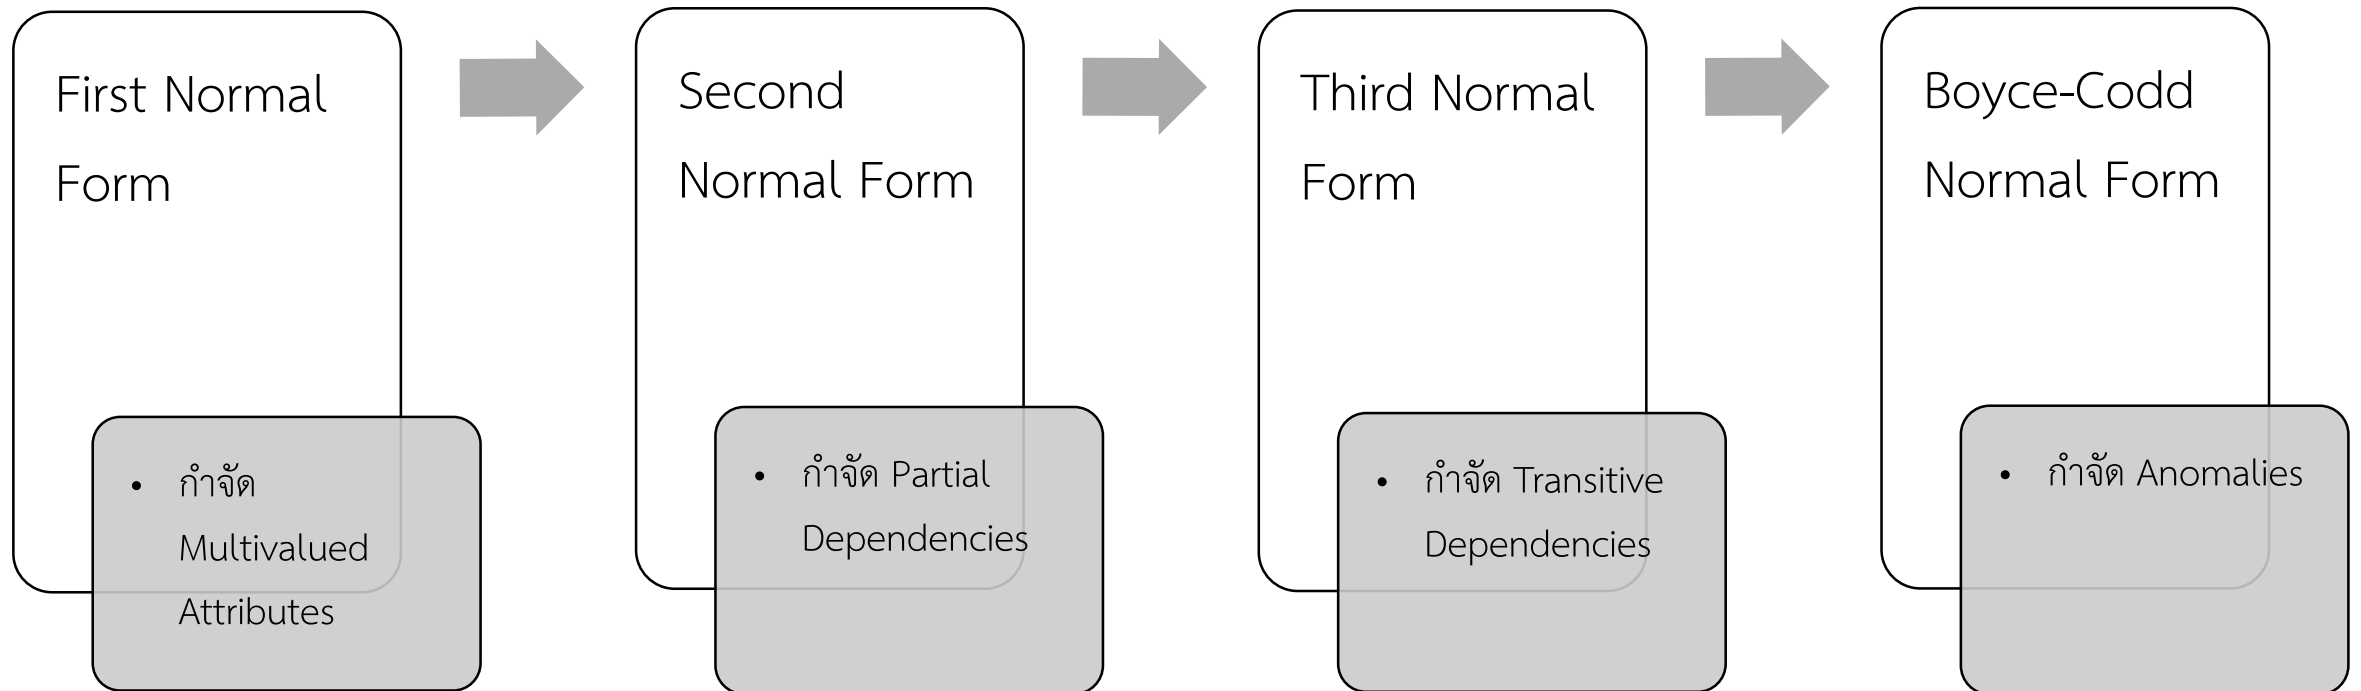 First Normal
Form
• กำจัด
Multivalued
Attributes
Second
Normal Form
• กำจัด Partial
Dependencies
Third Normal
Form
• กำจัด Transitive
Dependencies
Boyce-Codd
Normal Form
• กำจัด Anomalies